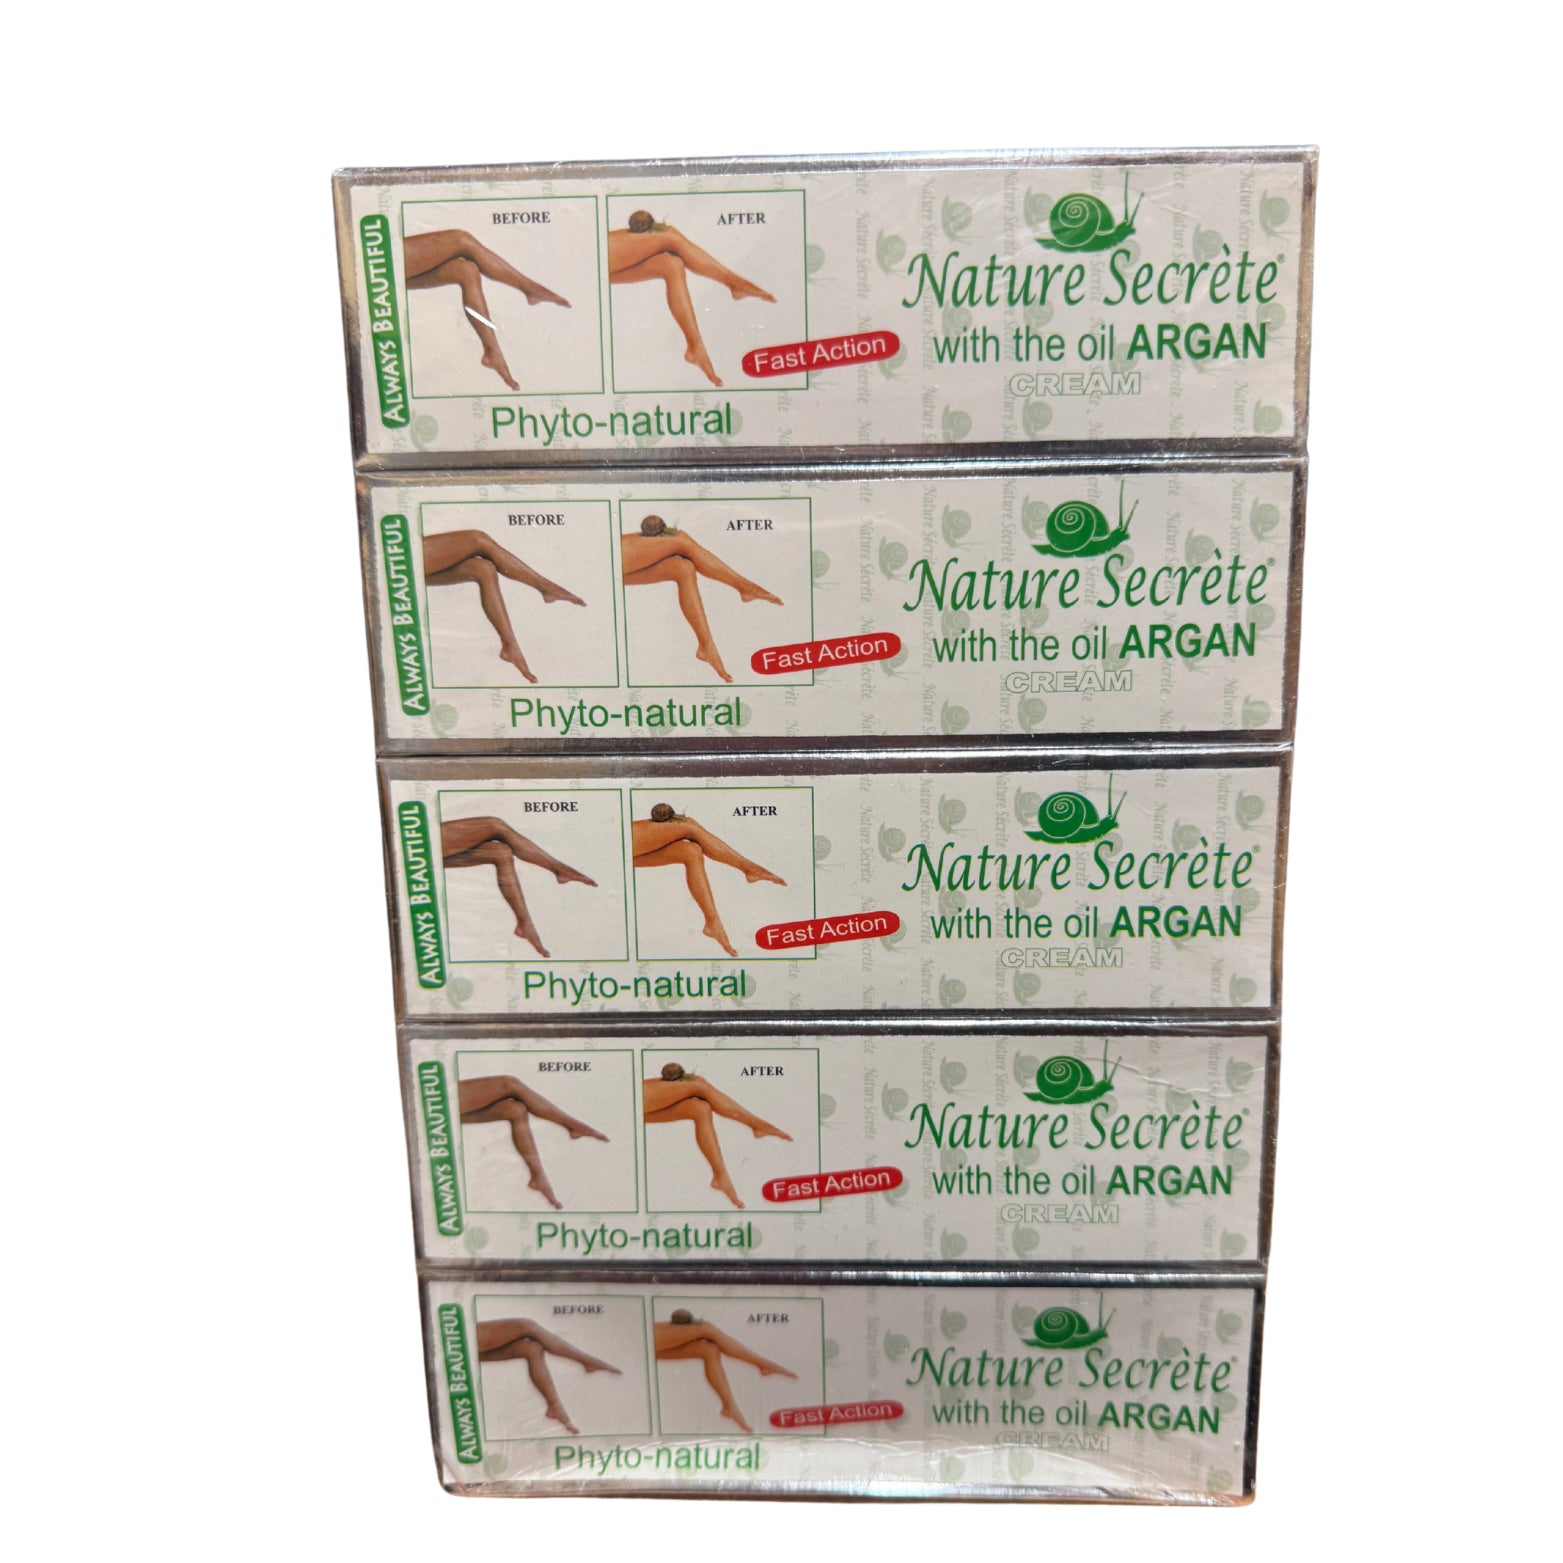 ALWAYS BEAUTIFUL
BEFORE
AFTER
Fast Action
Phyto-natural
Nature Secrète®
with the oil ARGAN
CREAM
ALWAYS BEAUTIFUL
BEFORE
AFTER
Fast Action
Phyto-natural
Nature Secrète®
with the oil ARGAN
CREAM
ALWAYS BEAUTIFUL
BEFORE
AFTER
Fast Action
Phyto-natural
Nature Secrète®
with the oil ARGAN
CREAM
ALWAYS BEAUTIFUL
BEFORE
AFTER
Fast Action
Phyto-natural
Nature Secrète®
with the oil ARGAN
CREAM
ALWAYS BEAUTIFUL
BEFORE
AFTER
Fast Action
Phyto-natural
Nature Secrète®
with the oil ARGAN
CREAM